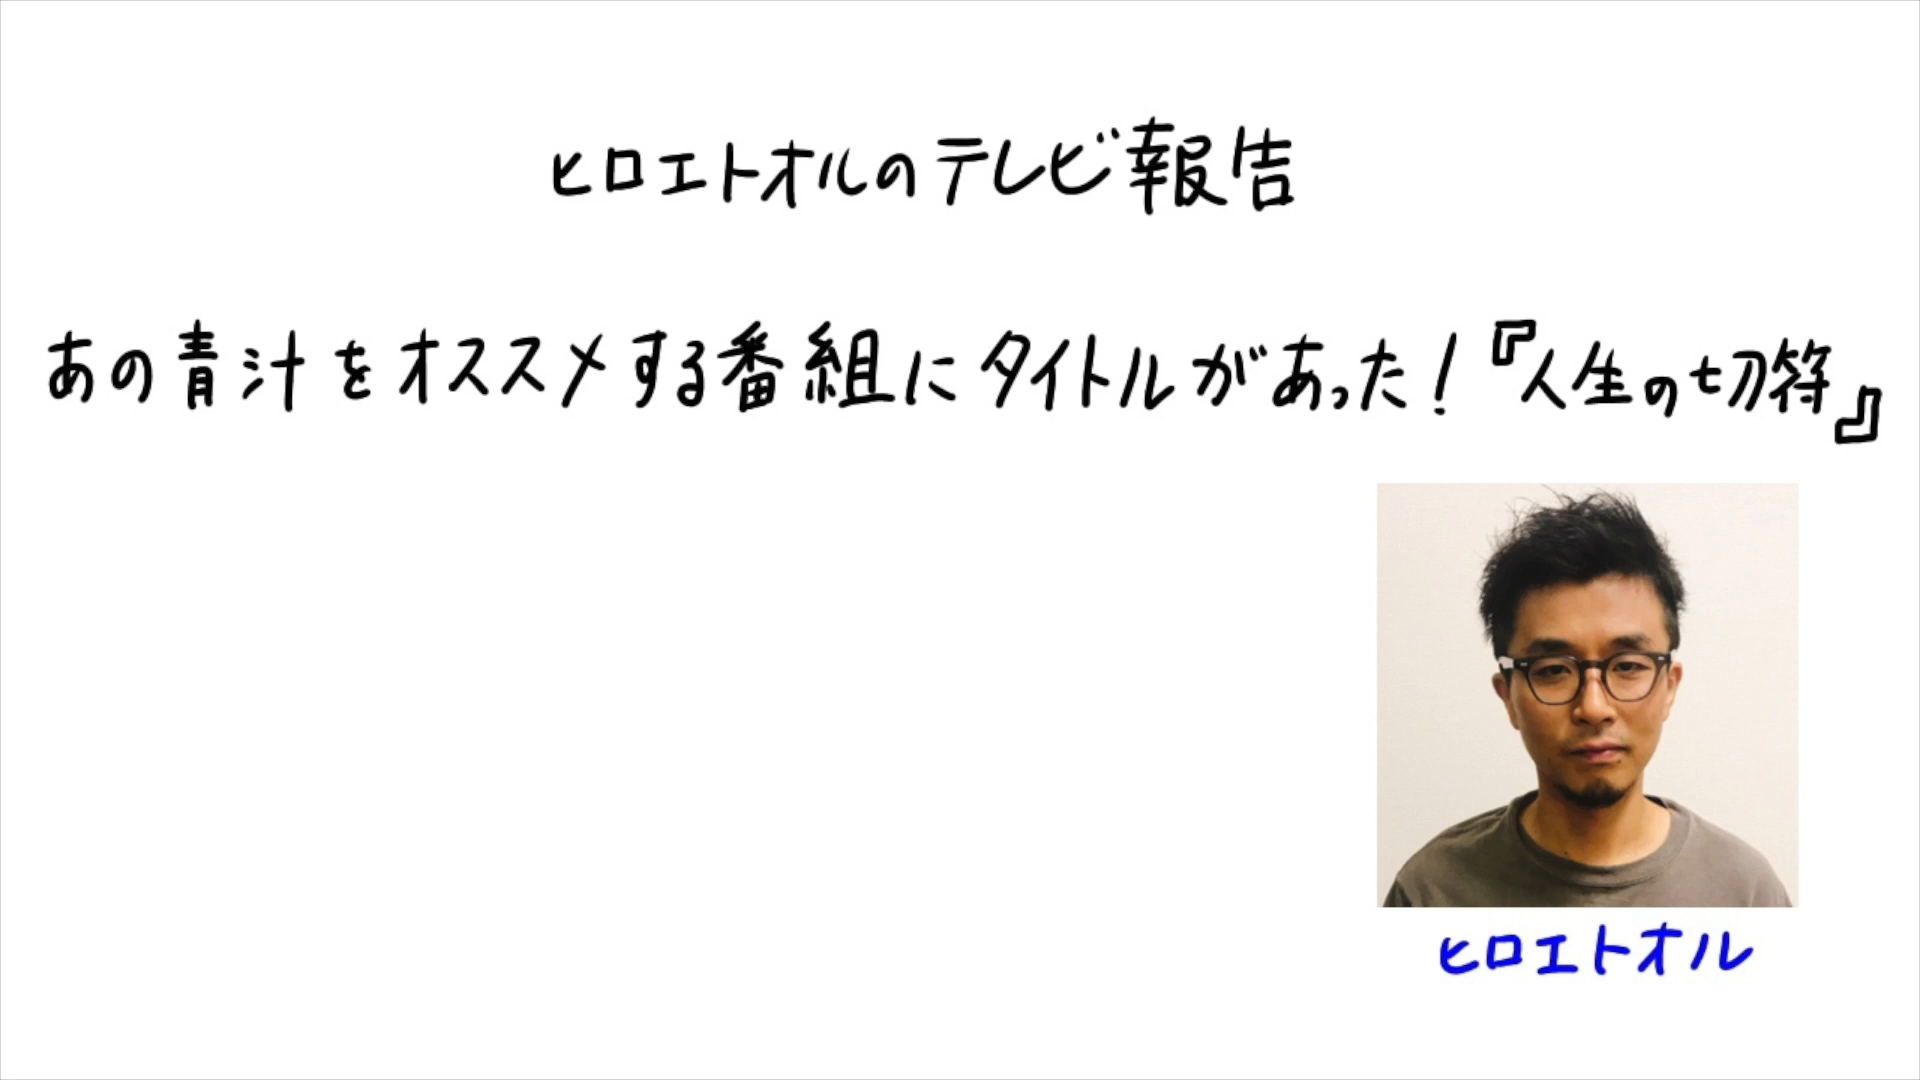 ヒロエトオルのテレビ報告
あの青汁をオススメする番組にタイトルがあった！『人生の切符』
ヒロエトオル